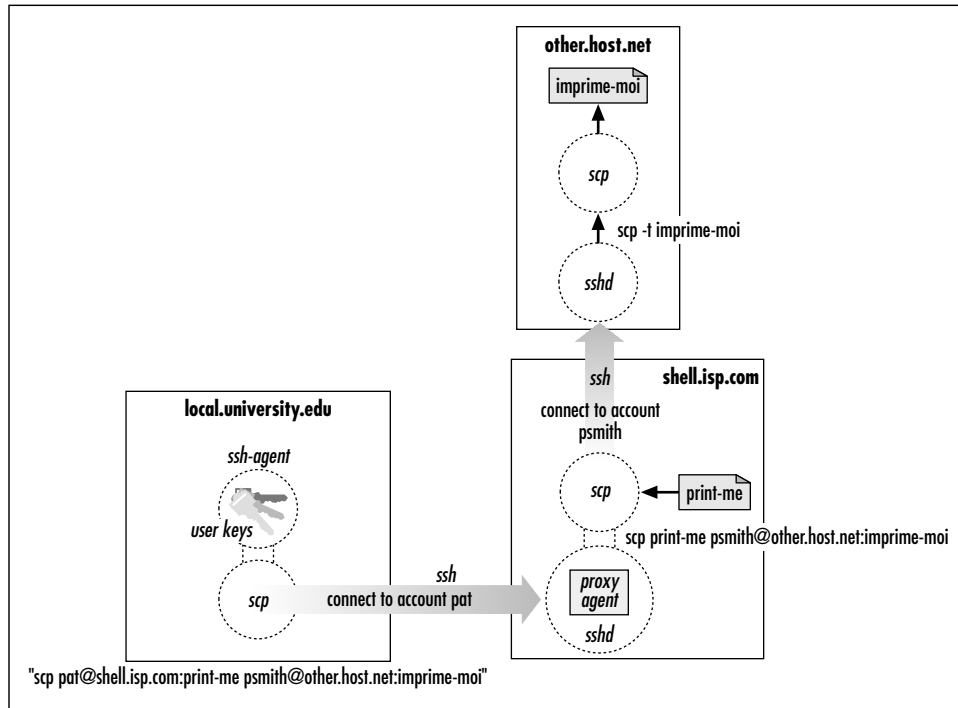 other.host.net
imprime-moi
scp
scp -t imprime-moi
sshd
ssh
shell.isp.com
connect to account
psmith
local.university.edu
ssh-agent
user keys
scp
print-me
scp print-me psmith@other.host.net:imprime-moi
scp
ssh
connect to account pat
proxy
agent
sshd
"scp pat@shell.isp.com:print-me psmith@other.host.net:imprime-moi"